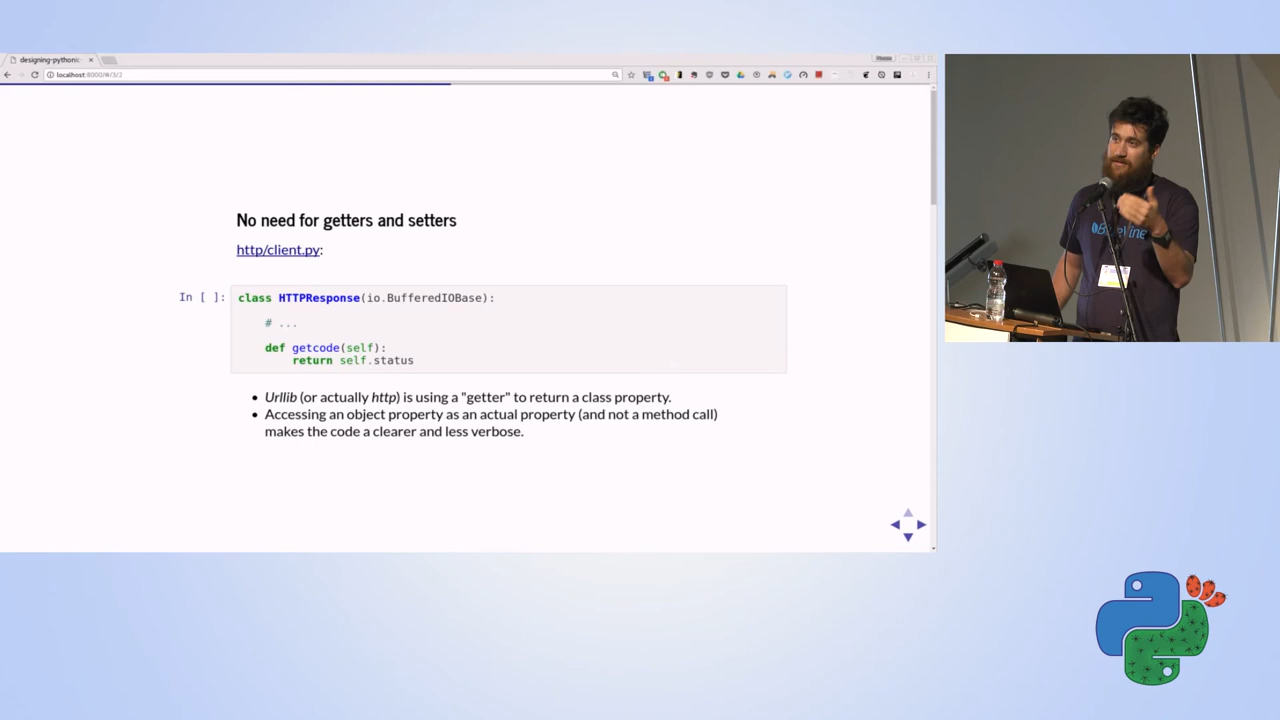 designing-pythonic
localhost:8000/#/3/2
No need for getters and setters
http/client.py:
In [ ]:
class HTTPResponse(io.BufferedIOBase):
# ...
def getcode(self):
return self.status
Urllib (or actually http) is using a "getter" to return a class property.
Accessing an object property as an actual property (and not a method call)
makes the code a clearer and less verbose.
BlueVine